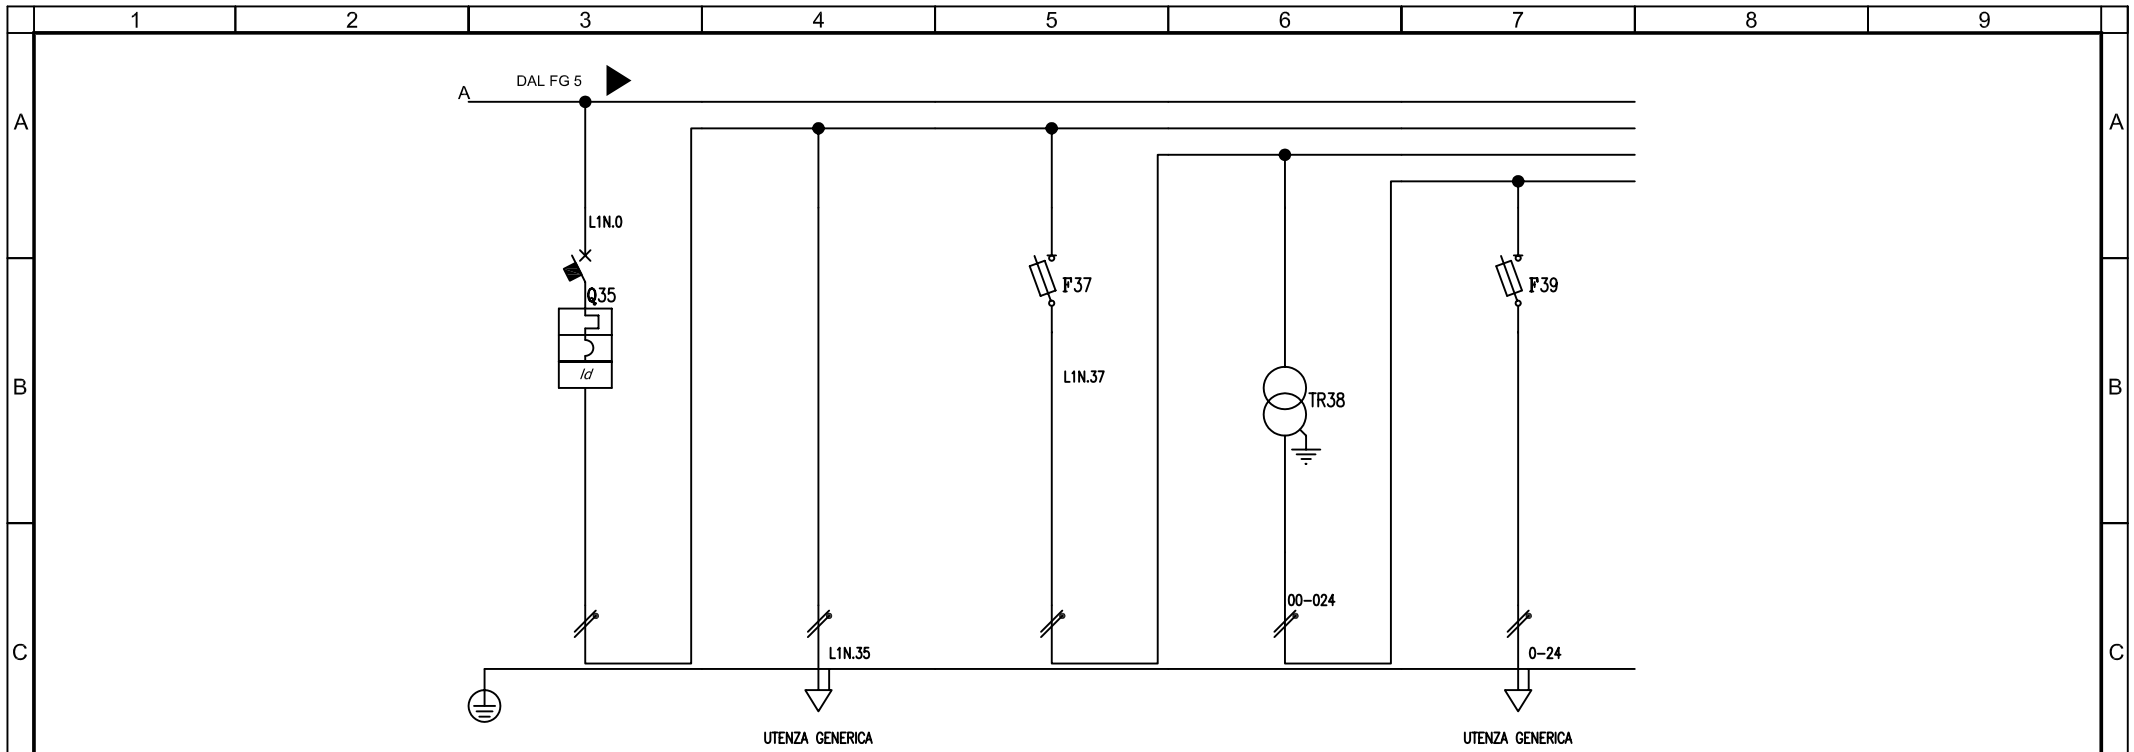 1 2 3 4 5 6 7 8 9
DAL FG 5
A
A A
L1N.0
Q35
F37
F39
Id
L1N.37
B B
TR38
00-024
L1N.35
0-24
C C
UTENZA GENERICA
UTENZA GENERICA